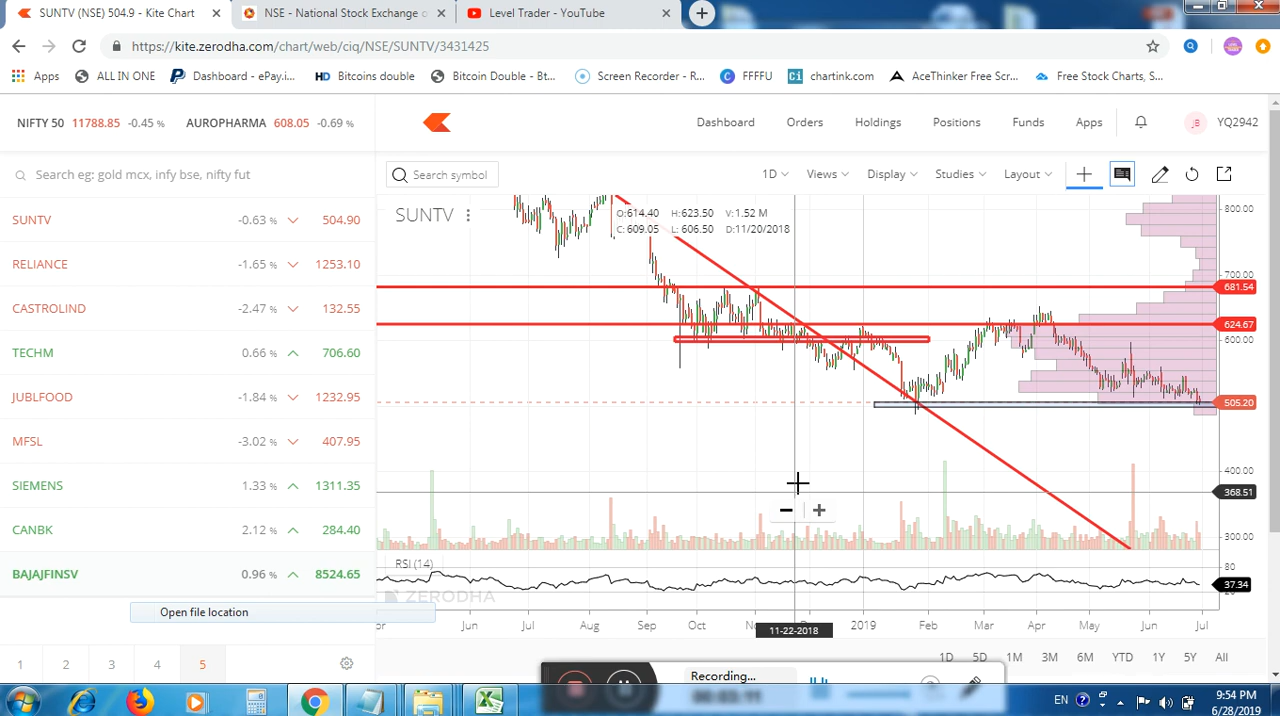 SUNTV (NSE) 504.9 - Kite Chart
NSE - National Stock Exchange o
Level Trader - YouTube
https://kite.zerodha.com/chart/web/ciq/NSE/SUNTV/3431425
Apps
ALL IN ONE
Dashboard - ePay.i...
HD Bitcoins double
Bitcoin Double - Bt...
Screen Recorder - R...
FFFFU
Ci chartink.com
AceThinker Free Scr...
Free Stock Charts, S...
NIFTY 50 11788.85 -0.45 % AUROPHARMA 608.05 -0.69 %
Dashboard
Orders
Holdings
Positions
Funds
Apps
JB YQ2942
Search eg: gold mcx, infy bse, nifty fut
Search symbol
1D
Views
Display
Studies
Layout
SUNTV -0.63 % 504.90
RELIANCE -1.65 % 1253.10
CASTROLIND -2.47 % 132.55
TECHM 0.66 % 706.60
JUBLFOOD -1.84 % 1232.95
MFSL -3.02 % 407.95
SIEMENS 1.33 % 1311.35
CANBK 2.12 % 284.40
BAJAJFINSV 0.96 % 8524.65
Open file location
1 2 3 4 5
SUNTV
O:614.40 H:623.50 V:1.52 M
C:609.05 L: 606.50 D:11/20/2018
800.00
700.00
681.54
624.67
600.00
505.20
400.00
368.51
300.00
RSI (14)
80
37.34
ZERODHA
Jun Jul Aug Sep Oct Nov 2019 Feb Mar Apr May Jun Jul
11-22-2018
1D 5D 1M 3M 6M YTD 1Y 5Y All
Recording...
EN
9:54 PM
6/28/2019